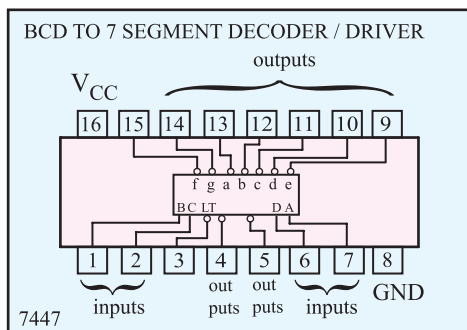 BCD TO 7 SEGMENT DECODER / DRIVER
outputs
VCC
16 15 14 13 12 11 10 9
f g a b c d e
B C LT D A
1 2 3 4 5 6 7 8
inputs out puts out puts inputs GND
7447